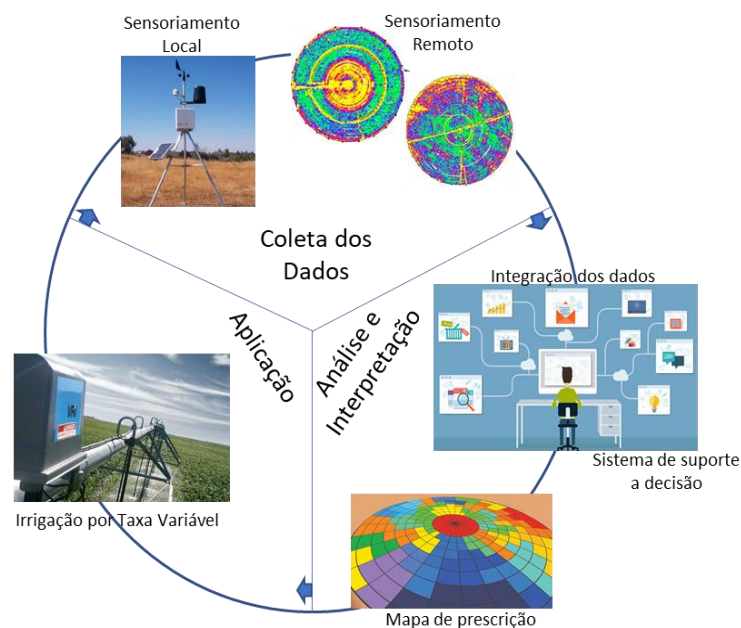 Sensoriamento
Local
Sensoriamento
Remoto
Coleta dos
Dados
Integração dos dados
Análise e
Interpretação
Aplicação
Sistema de suporte
a decisão
Irrigação por Taxa Variável
Mapa de prescrição